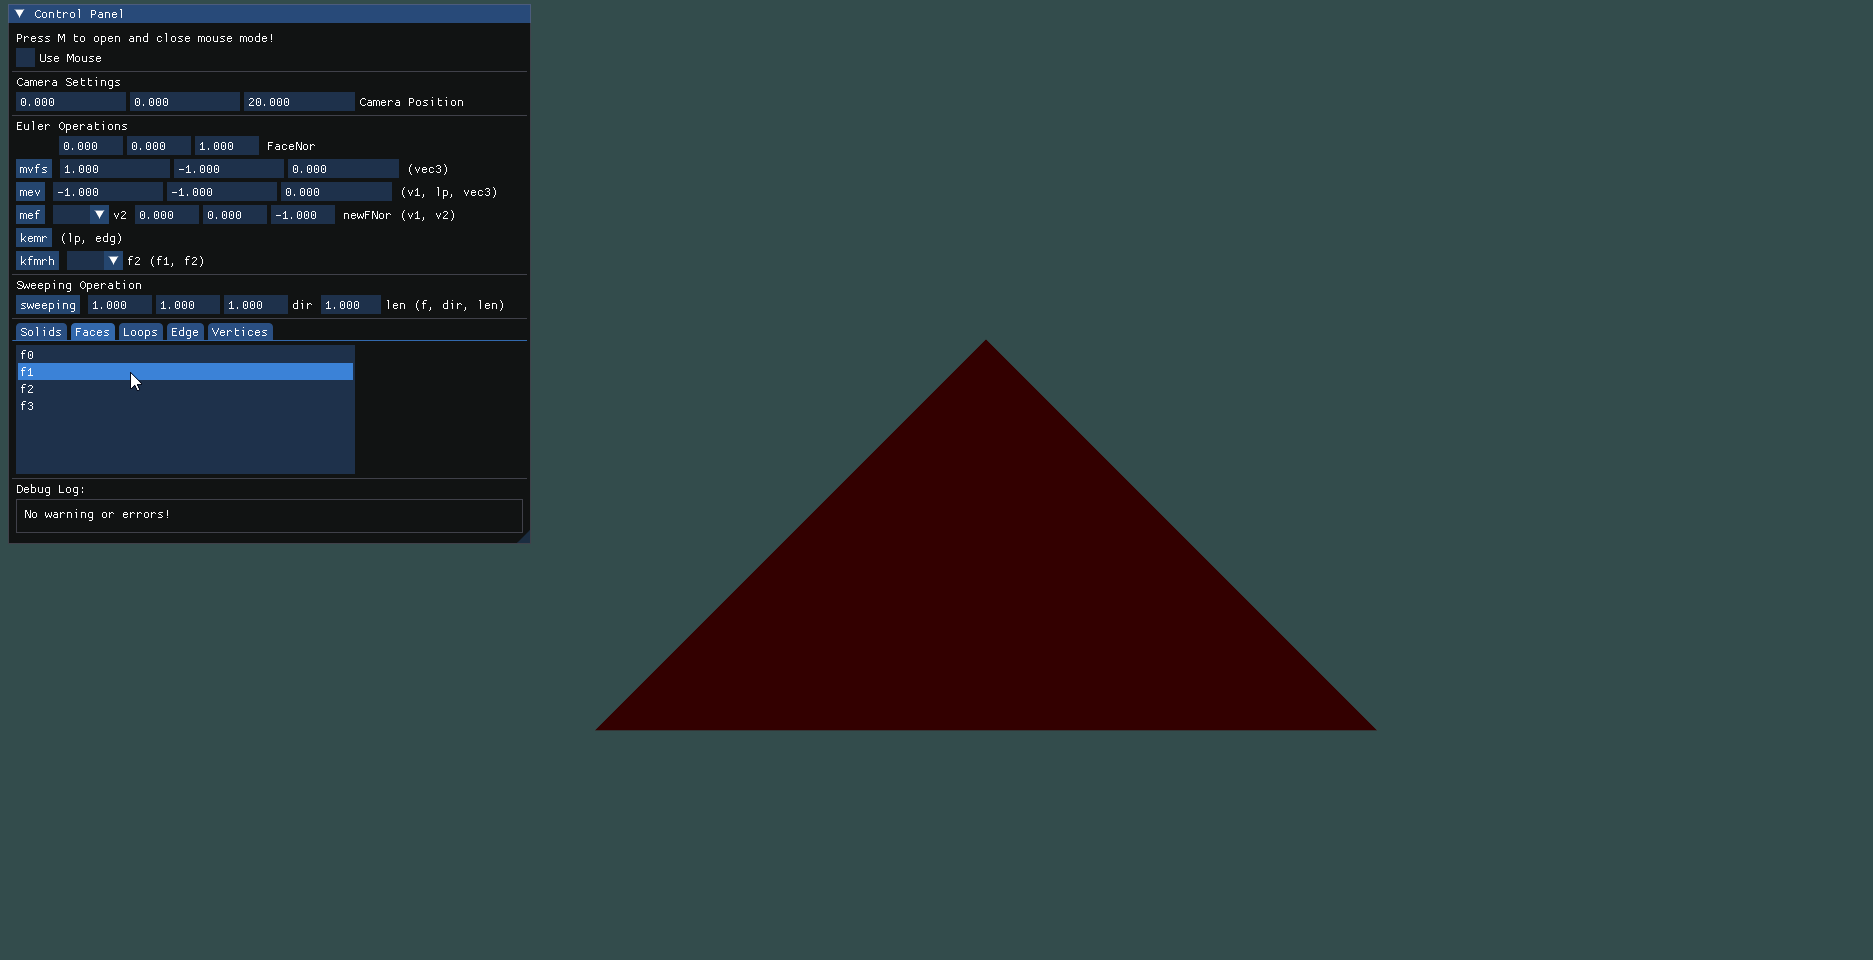 Control Panel
Press M to open and close mouse mode!
Use Mouse
Camera Settings
0.000 0.000 20.000 Camera Position
Euler Operations
0.000 0.000 1.000 FaceNor
mvfs 1.000 -1.000 0.000 (vec3)
mev -1.000 -1.000 0.000 (v1, lp, vec3)
mef v2 0.000 0.000 -1.000 newFNor (v1, v2)
kemr (lp, edg)
kfmrh f2 (f1, f2)
Sweeping Operation
sweeping 1.000 1.000 1.000 dir 1.000 len (f, dir, len)
Solids Faces Loops Edge Vertices
f0
f1
f2
f3
Debug Log:
No warning or errors!